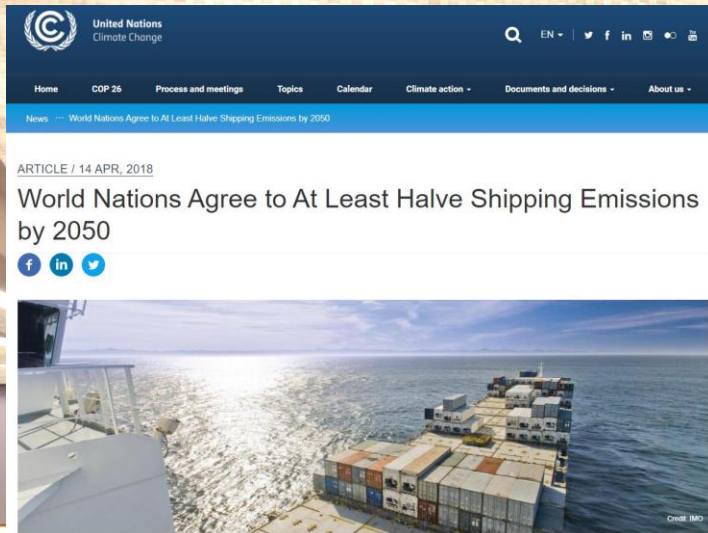 United Nations
Climate Change
EN
Home COP 26 Process and meetings Topics Calendar Climate action Documents and decisions About us
News ··· World Nations Agree to At Least Halve Shipping Emissions by 2050
ARTICLE / 14 APR, 2018
World Nations Agree to At Least Halve Shipping Emissions
by 2050
Credit: IMO